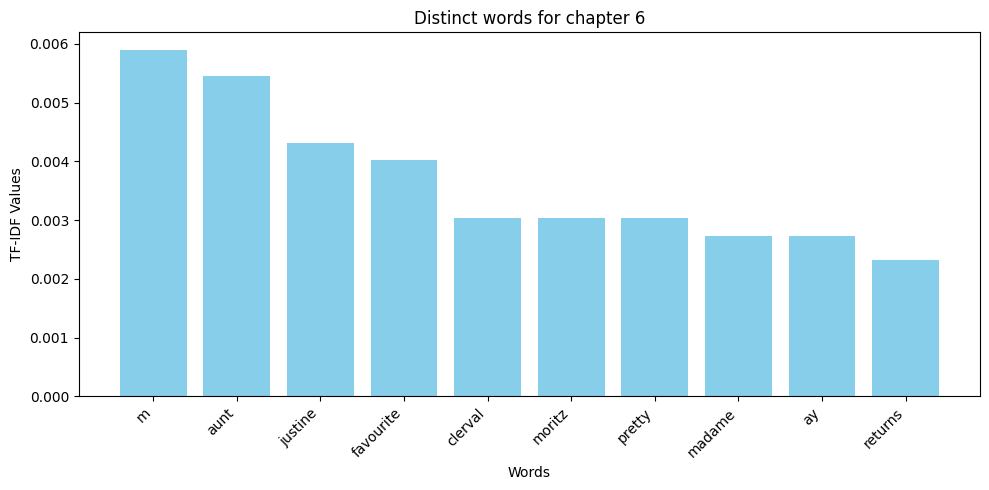 Distinct words for chapter 6
TF-IDF Values
0.006
0.005
0.004
0.003
0.002
0.001
0.000
m
aunt
justine
favourite
clerval
moritz
pretty
madame
ay
returns
Words